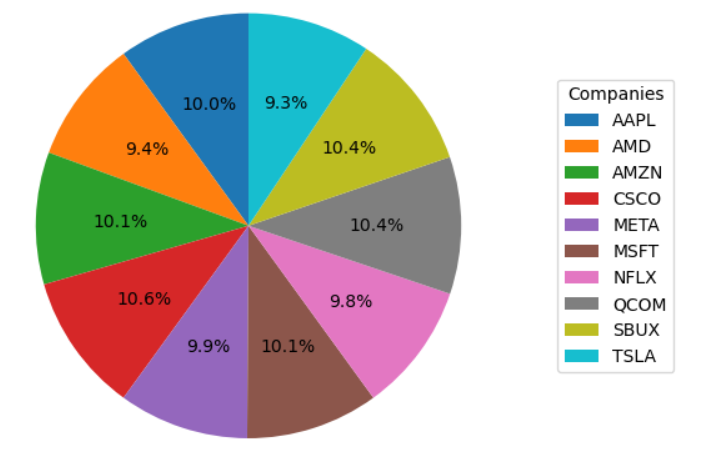 10.0%
9.3%
9.4%
10.4%
10.1%
10.4%
10.6%
9.8%
9.9%
10.1%
Companies
AAPL
AMD
AMZN
CSCO
META
MSFT
NFLX
QCOM
SBUX
TSLA